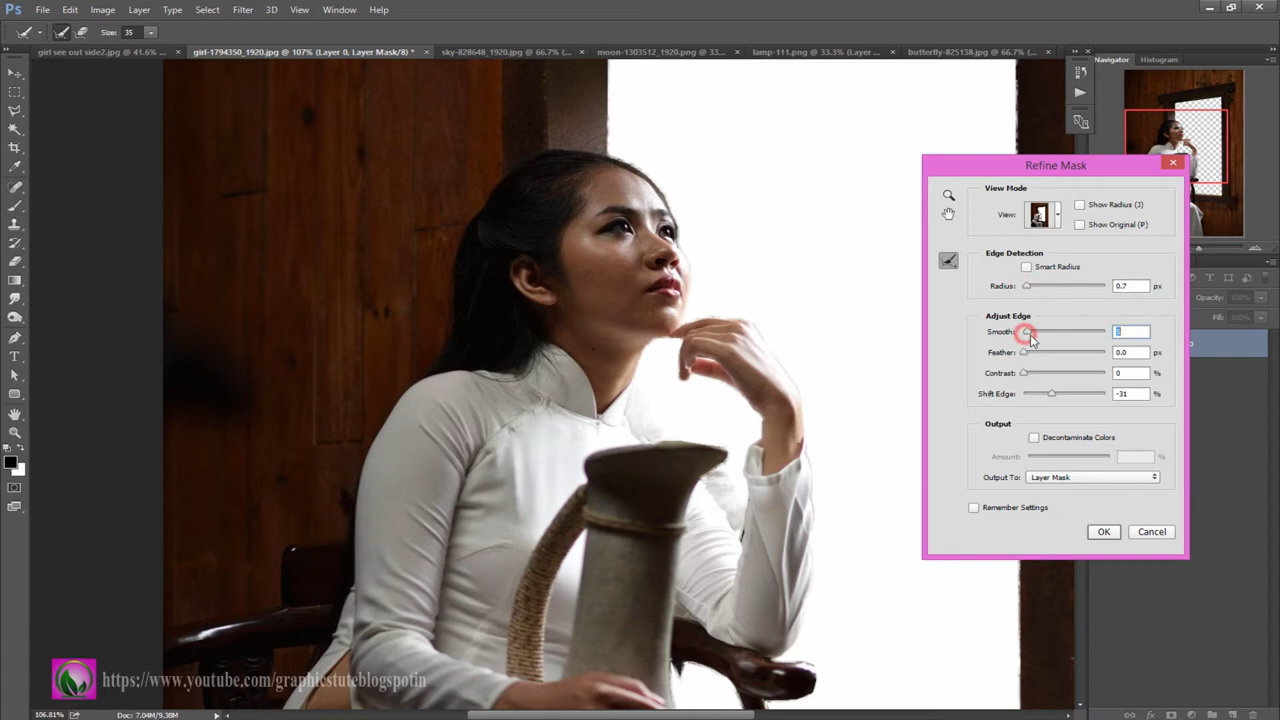 Ps File Edit Image Layer Type Select Filter 3D View Window Help
Size: 35
girl see out side2.jpg @ 41.6% ... × girl-1794350_1920.jpg @ 107% (Layer 0, Layer Mask/8) * × sky-828648_1920.jpg @ 66.7% (... × moon-1303512_1920.png @ 33.... × lamp-111.png @ 33.3% (Layer ... × butterfly-825138.jpg @ 66.7% (... ×
Navigator Histogram
Refine Mask
View Mode
View:
Show Radius (J)
Show Original (P)
Edge Detection
Smart Radius
Radius: 0.7 px
Adjust Edge
Smooth:
Feather: 0.0 px
Contrast: 0 %
Shift Edge: -31 %
Output
Decontaminate Colors
Amount: %
Output To: Layer Mask
Remember Settings
OK Cancel
Opacity: 100%
Fill: 100%
https://www.youtube.com/graphicstuteblogspotin
106.81% Doc: 7.04M/9.38M